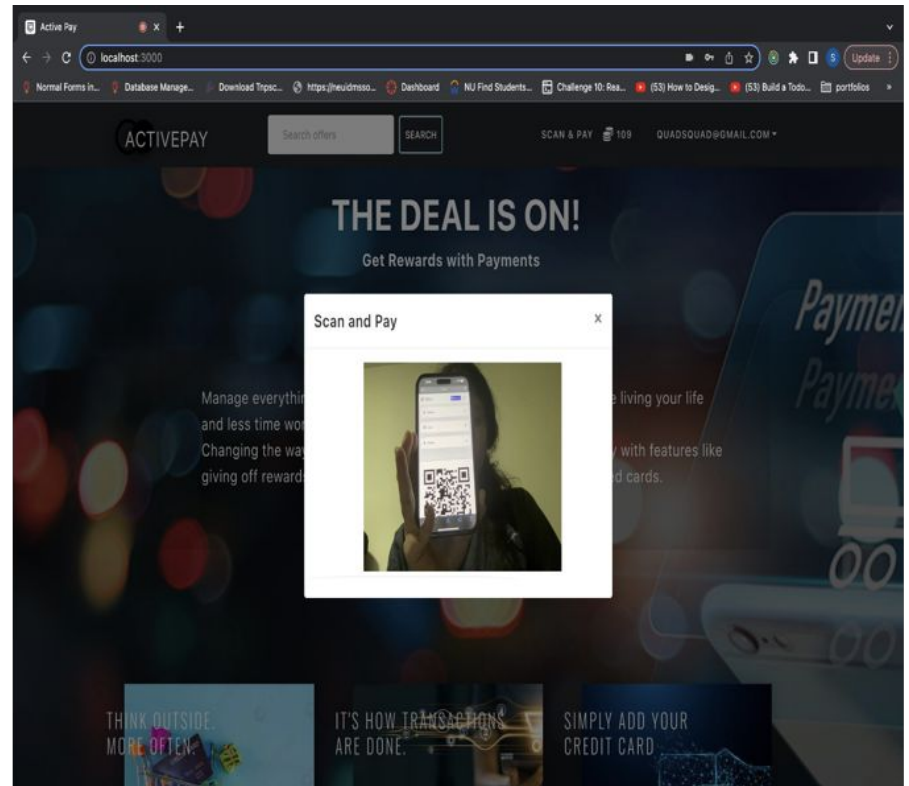 Active Pay
localhost:3000
Update
Normal Forms in...
Database Manage...
Download Tnpsc...
https://neuidmsso...
Dashboard
NU Find Students...
Challenge 10: Rea...
(53) How to Desig...
(53) Build a Todo...
portfolios
ACTIVEPAY
Search offers
SEARCH
SCAN & PAY
109
QUADSQUAD@GMAIL.COM
THE DEAL IS ON!
Get Rewards with Payments
Scan and Pay
X
Manage everythin
and less time wor
Changing the way
giving off reward
e living your life
y with features like
d cards.
Paymen
Payme
THINK OUTSIDE.
MORE OFTEN.
IT'S HOW TRANSACTIONS
ARE DONE.
SIMPLY ADD YOUR
CREDIT CARD